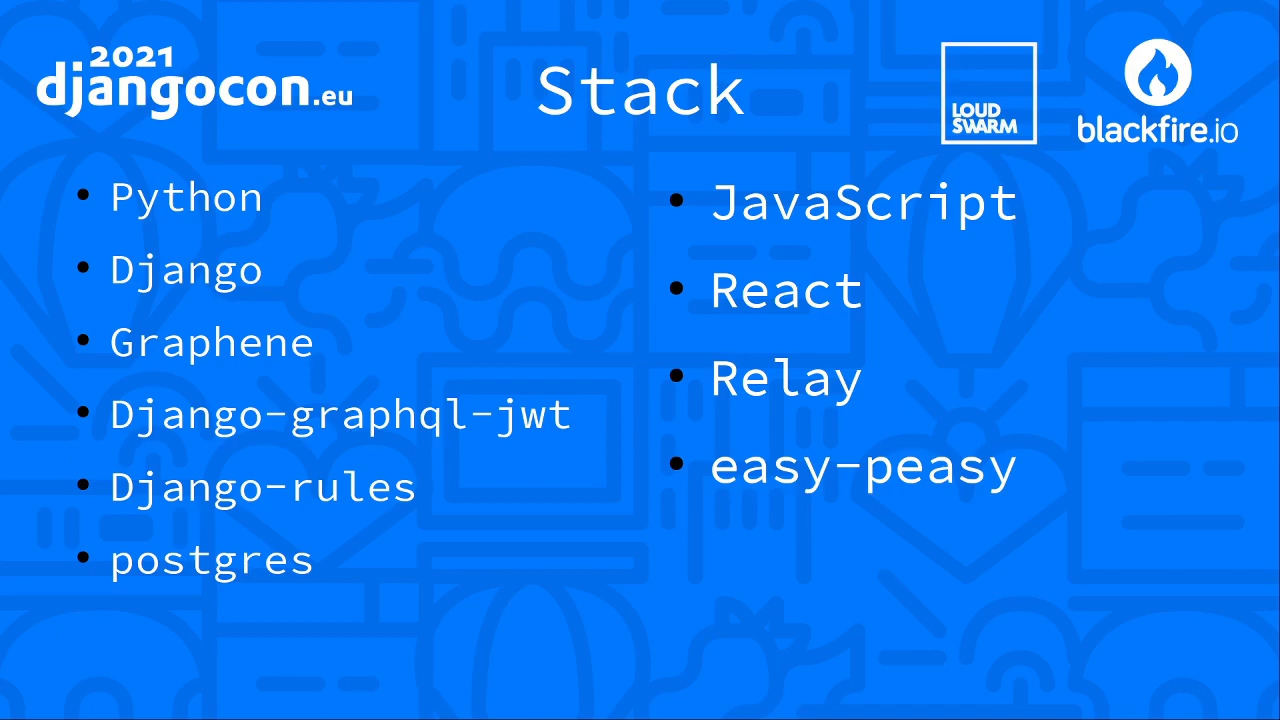 2021
djangocon.eu
Stack
LOUD
SWARM
blackfire.io
• Python
• Django
• Graphene
• Django-graphql-jwt
• Django-rules
• postgres
• JavaScript
• React
• Relay
• easy-peasy